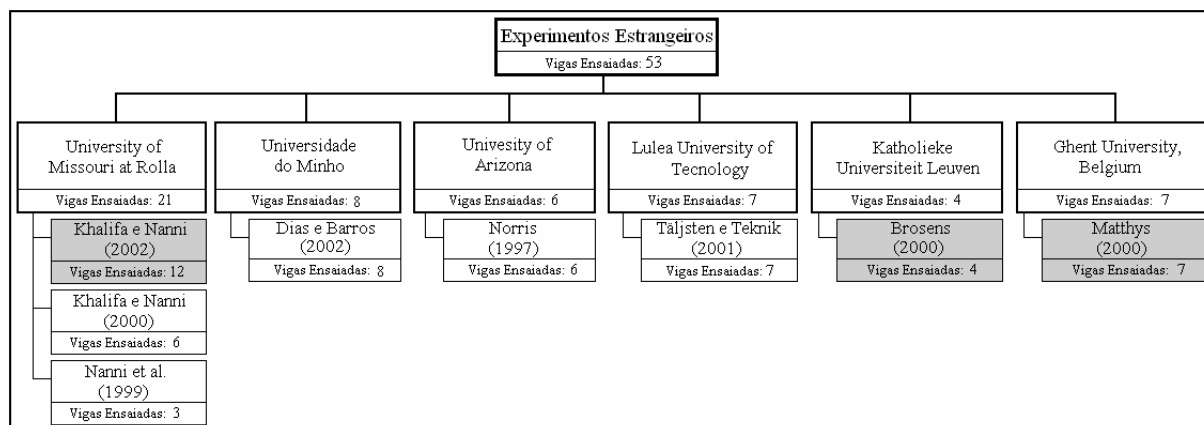 Experimentos Estrangeiros
Vigas Ensaiadas: 53
University of
Missouri at Rolla
Vigas Ensaiadas: 21
Khalifa e Nanni
(2002)
Vigas Ensaiadas: 12
Khalifa e Nanni
(2000)
Vigas Ensaiadas: 6
Nanni et al.
(1999)
Vigas Ensaiadas: 3
Universidade
do Minho
Vigas Ensaiadas: 8
Dias e Barros
(2002)
Vigas Ensaiadas: 8
Univesity of
Arizona
Vigas Ensaiadas: 6
Norris
(1997)
Vigas Ensaiadas: 6
Lulea University of
Tecnology
Vigas Ensaiadas: 7
Täljsten e Teknik
(2001)
Vigas Ensaiadas: 7
Katholieke
Universiteit Leuven
Vigas Ensaiadas: 4
Brosens
(2000)
Vigas Ensaiadas: 4
Ghent University,
Belgium
Vigas Ensaiadas: 7
Matthys
(2000)
Vigas Ensaiadas: 7